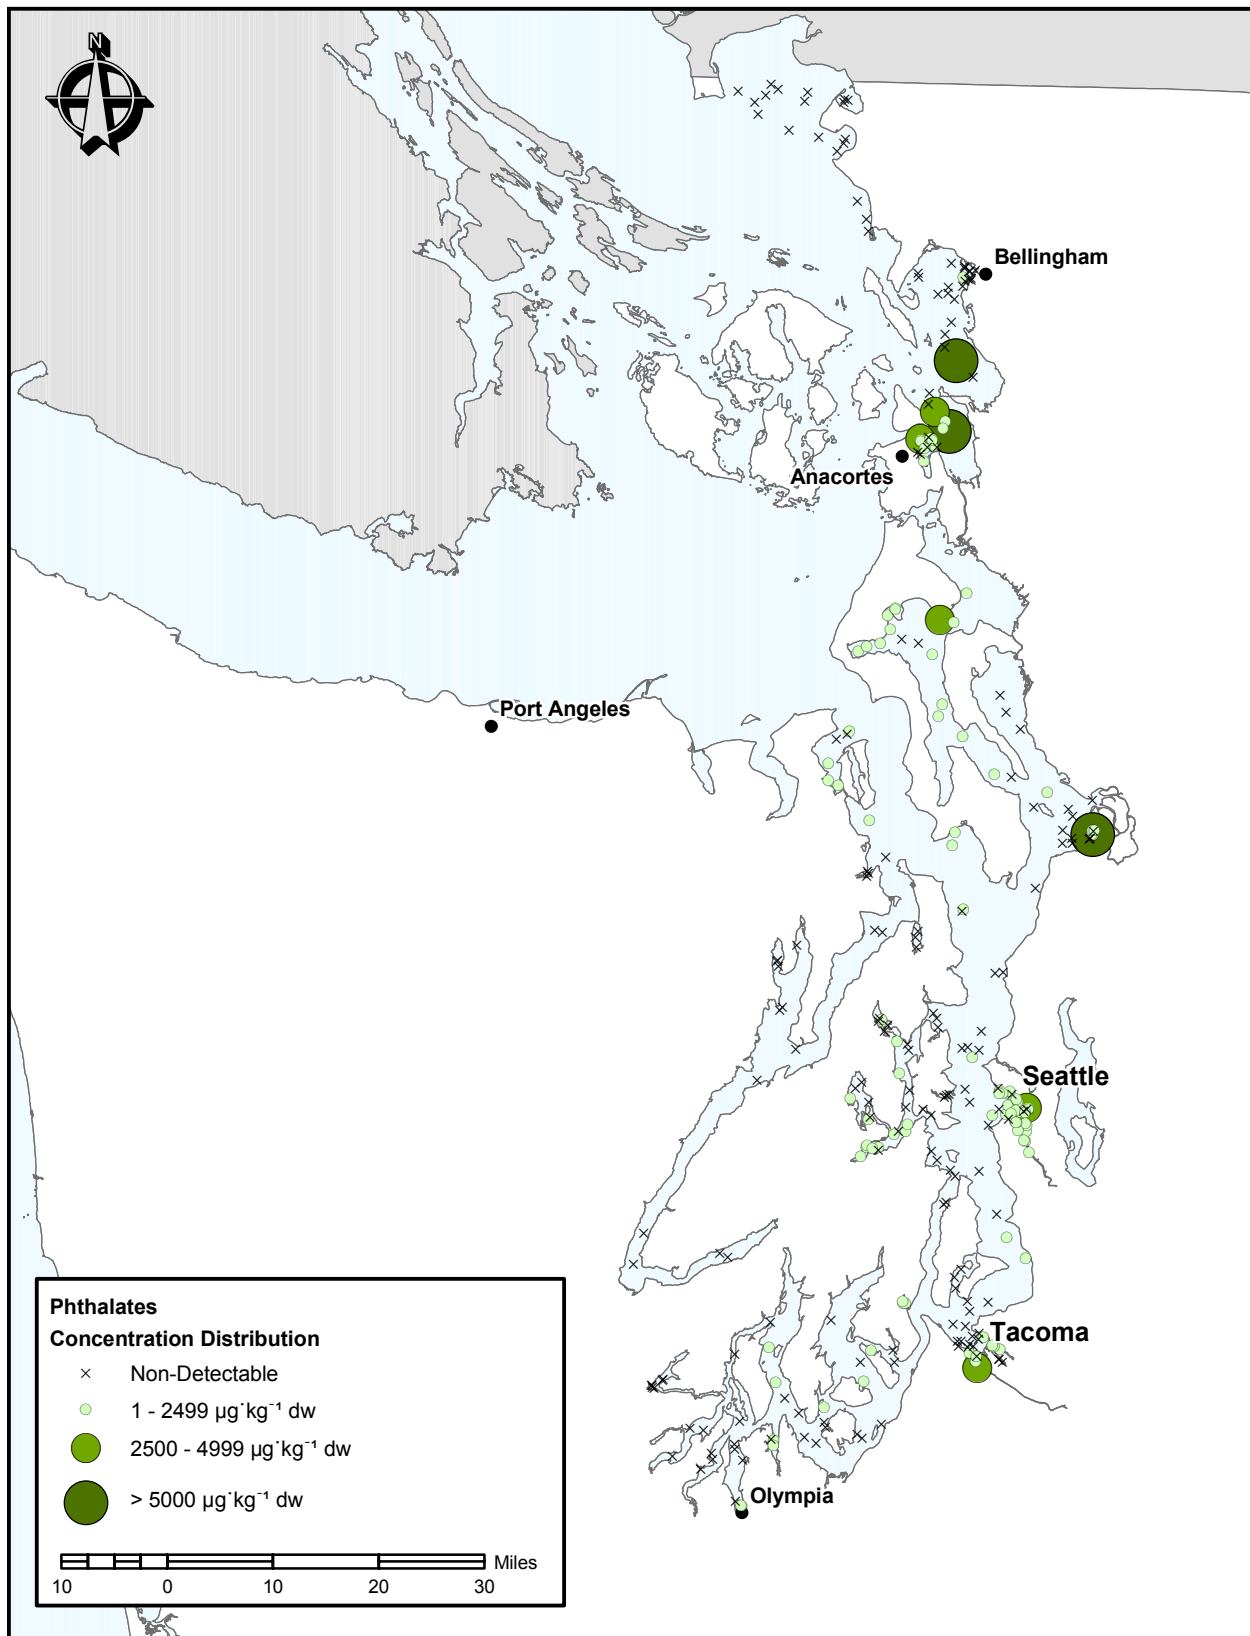 N
Bellingham
Anacortes
Port Angeles
Seattle
Tacoma
Olympia
Phthalates
Concentration Distribution
Non-Detectable
1 - 2499 µg˙kg⁻¹ dw
2500 - 4999 µg˙kg⁻¹ dw
> 5000 µg˙kg⁻¹ dw
Miles
10 0 10 20 30